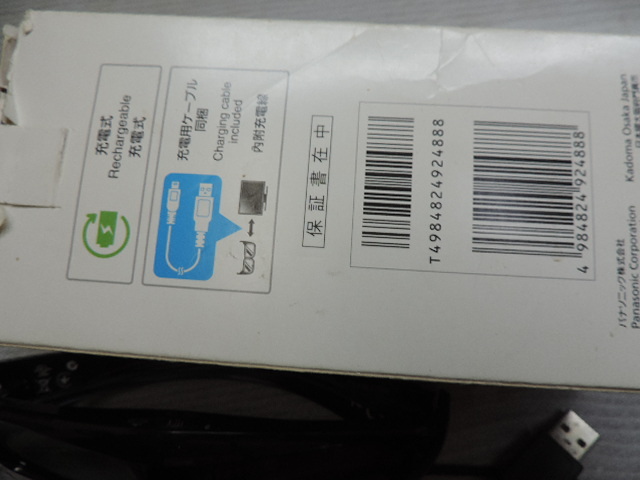 充電式
Rechargeable
充電式
充電用ケーブル
同梱
Charging cable
included
內附充電線
保証書在中
T4984824924888
4 984824 924888
パナソニック株式会社
Panasonic Corporation Kadoma Osaka Japan